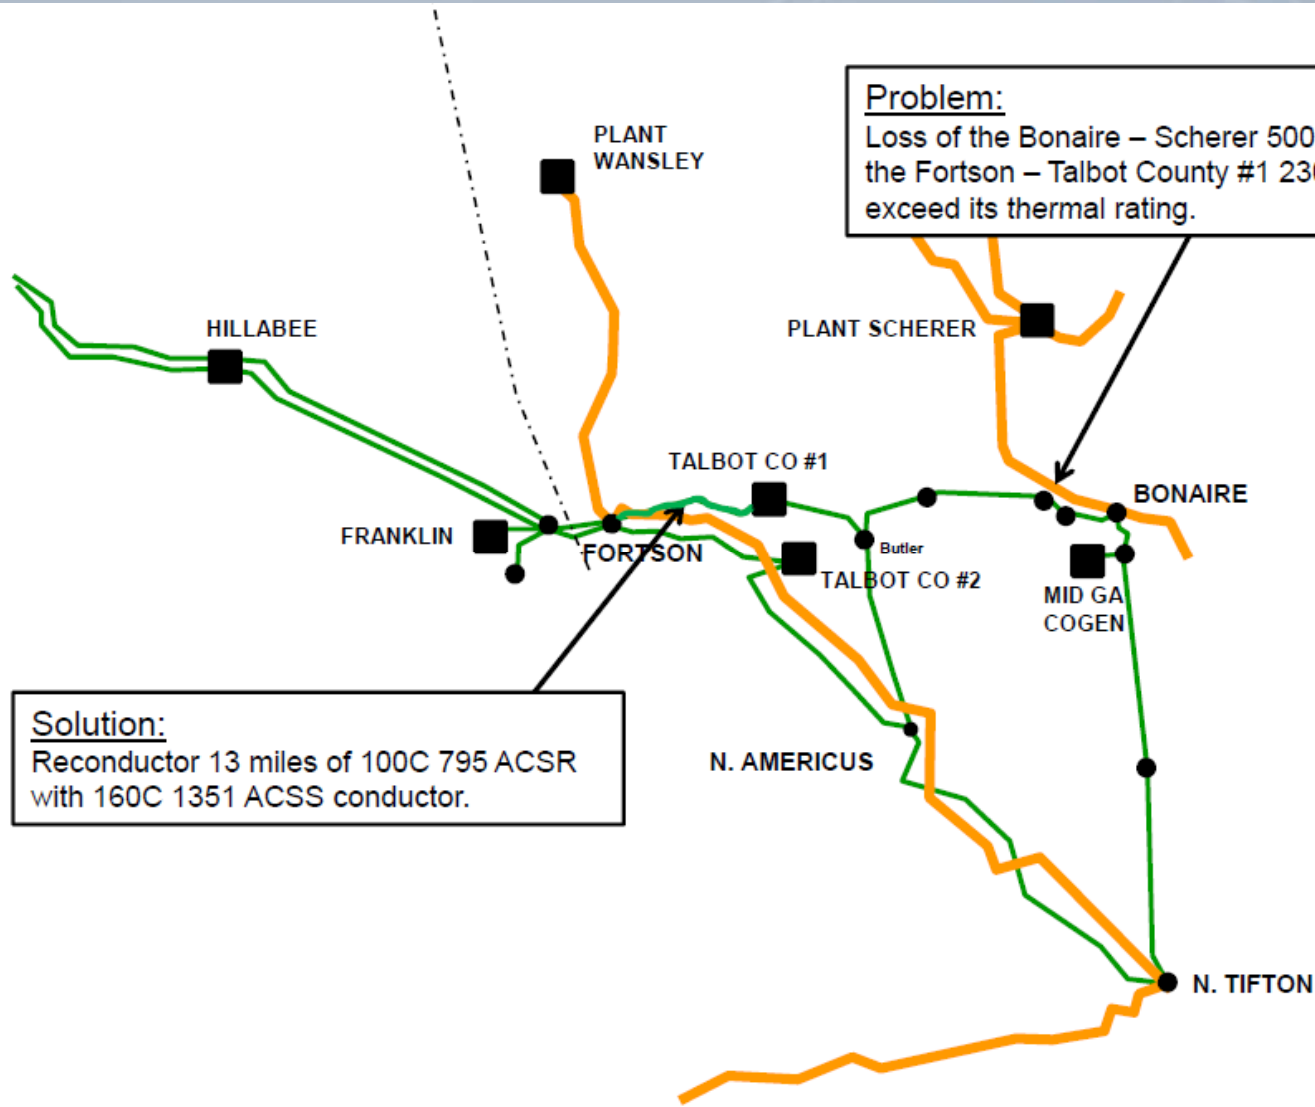 PLANT
WANSLEY
Problem:
Loss of the Bonaire – Scherer 500
the Fortson – Talbot County #1 230
exceed its thermal rating.
HILLABEE
PLANT SCHERER
TALBOT CO #1
BONAIRE
FRANKLIN
FORTSON
Butler
TALBOT CO #2
MID GA
COGEN
Solution:
Reconductor 13 miles of 100C 795 ACSR
with 160C 1351 ACSS conductor.
N. AMERICUS
N. TIFTON